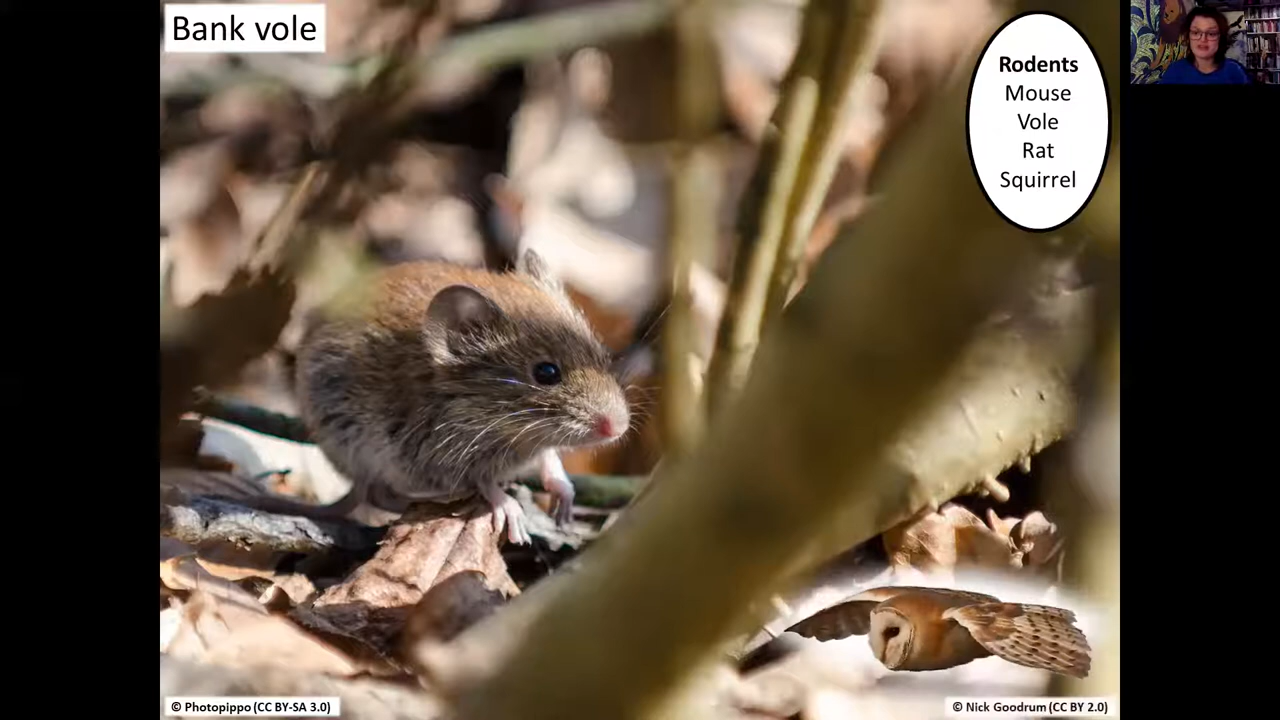 Bank vole
Rodents
Mouse
Vole
Rat
Squirrel
© Photopippo (CC BY-SA 3.0)
© Nick Goodrum (CC BY 2.0)